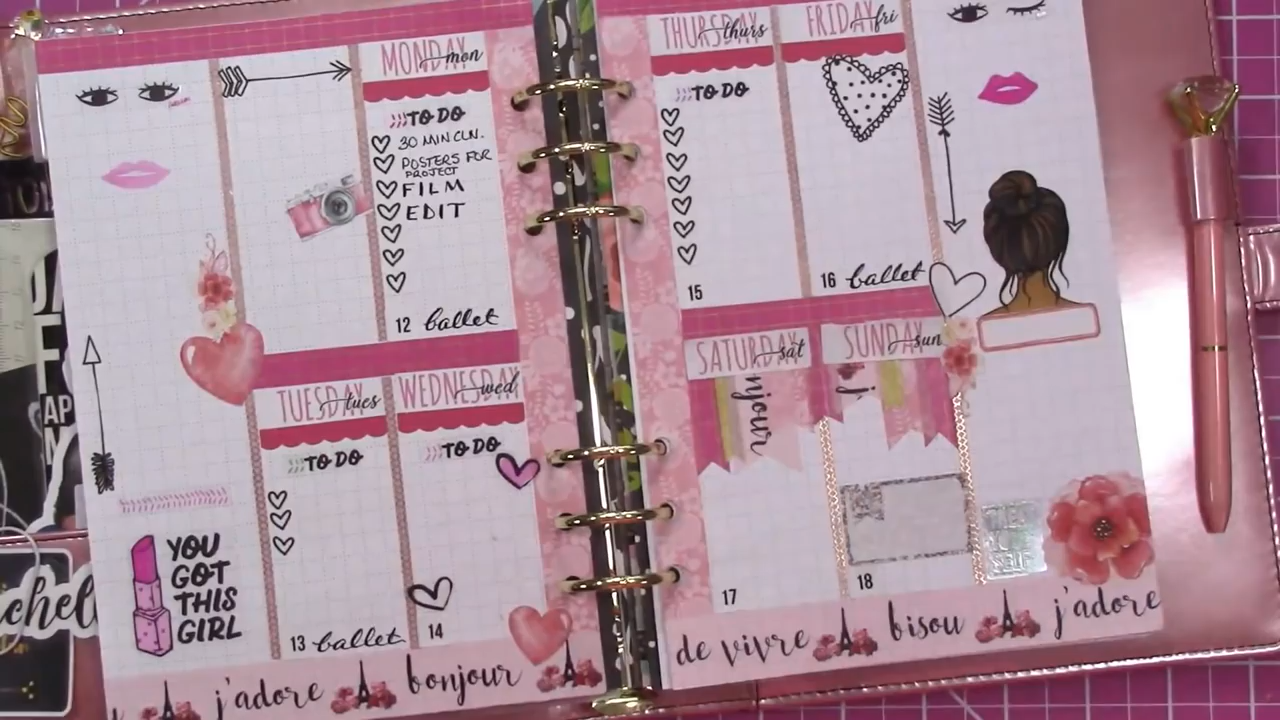 MONDAY mon
TO DO
30 MIN CLN.
POSTERS FOR
PROJECT
FILM
EDIT
12 ballet
TUESDAY tues
TO DO
13 ballet
WEDNESDAY wed
TO DO
14
YOU
GOT
THIS
GIRL
j'adore bonjour
THURSDAY thurs
TO DO
15
FRIDAY fri
16 ballet
SATURDAY sat
njour
17
SUNDAY sun
18
de vivre bisou j'adore
chell